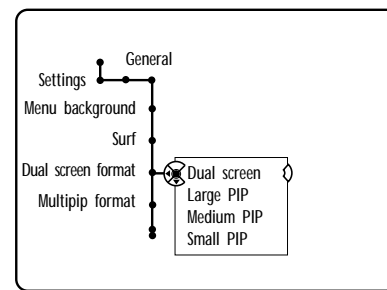 General
Settings
Menu background
Surf
Dual screen format
Multipip format
Dual screen
Large PIP
Medium PIP
Small PIP